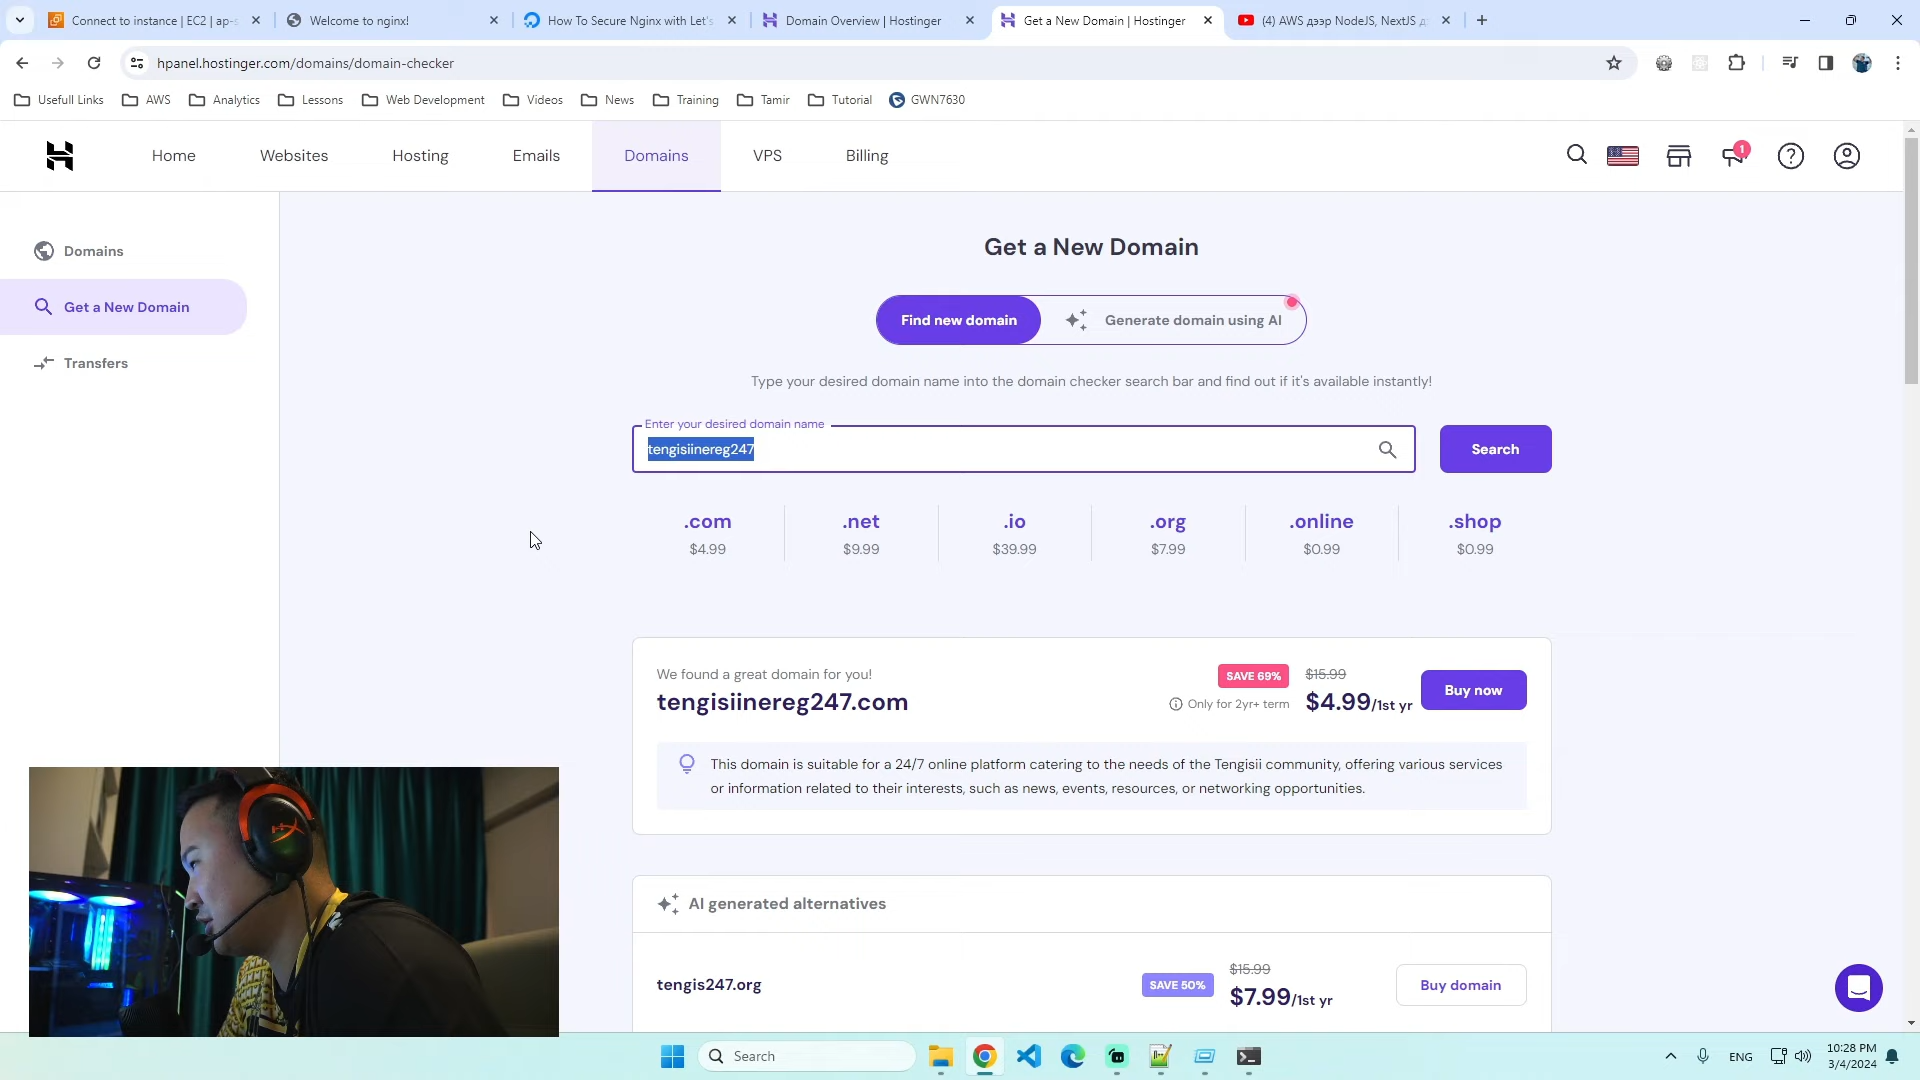 Connect to instance | EC2 | ap-s
Welcome to nginx!
How To Secure Nginx with Let's
Domain Overview | Hostinger
Get a New Domain | Hostinger
(4) AWS дээр NodeJS, NextJS д
hpanel.hostinger.com/domains/domain-checker
Usefull Links
AWS
Analytics
Lessons
Web Development
Videos
News
Training
Tamir
Tutorial
GWN7630
Home
Websites
Hosting
Emails
Domains
VPS
Billing
1
Domains
Get a New Domain
Transfers
Get a New Domain
Find new domain
Generate domain using AI
Type your desired domain name into the domain checker search bar and find out if it's available instantly!
Enter your desired domain name
tengisiinereg247
Search
.com
.net
.io
.org
.online
.shop
$4.99
$9.99
$39.99
$7.99
$0.99
$0.99
We found a great domain for you!
tengisiinereg247.com
SAVE 69%
$15.99
Only for 2yr+ term
$4.99/1st yr
Buy now
This domain is suitable for a 24/7 online platform catering to the needs of the Tengisii community, offering various services
or information related to their interests, such as news, events, resources, or networking opportunities.
AI generated alternatives
tengis247.org
SAVE 50%
$15.99
$7.99/1st yr
Buy domain
Search
ENG
10:28 PM
3/4/2024